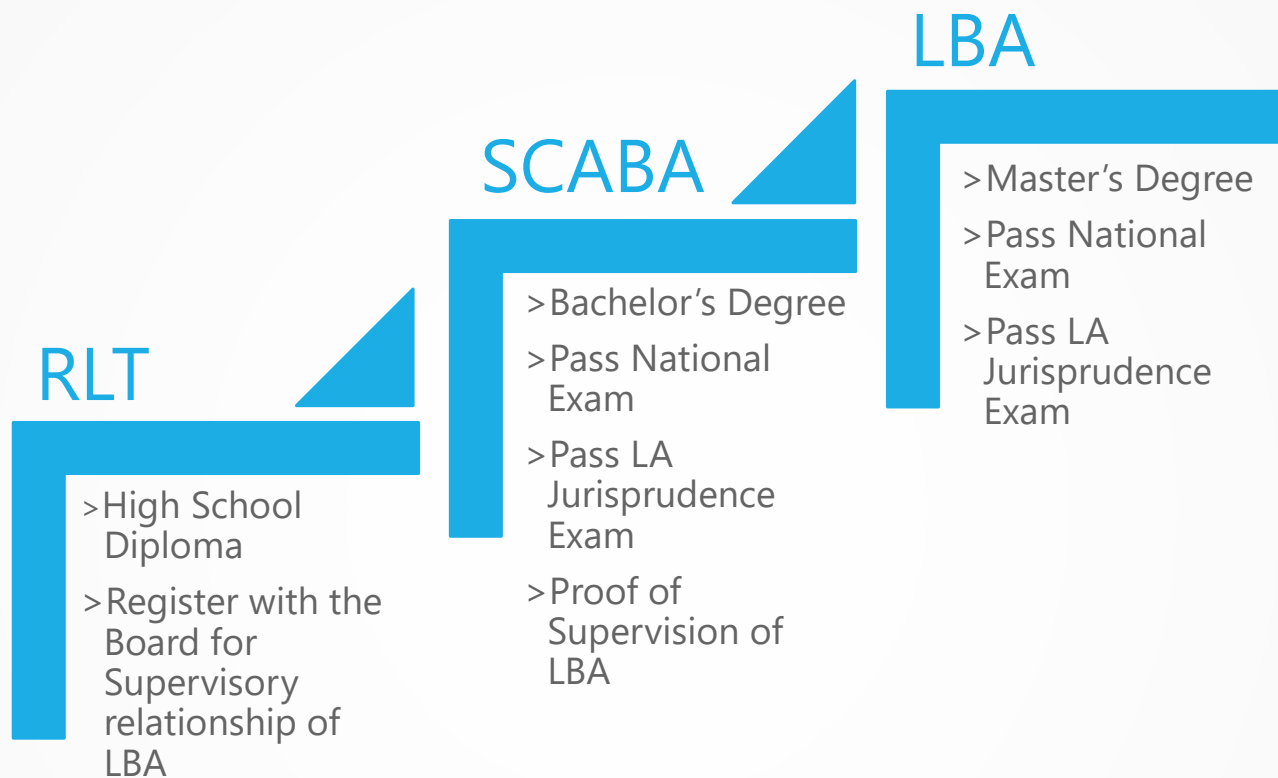 RLT
>High School
Diploma
>Register with the
Board for
Supervisory
relationship of
LBA
SCABA
>Bachelor’s Degree
>Pass National
Exam
>Pass LA
Jurisprudence
Exam
>Proof of
Supervision of
LBA
LBA
>Master’s Degree
>Pass National
Exam
>Pass LA
Jurisprudence
Exam